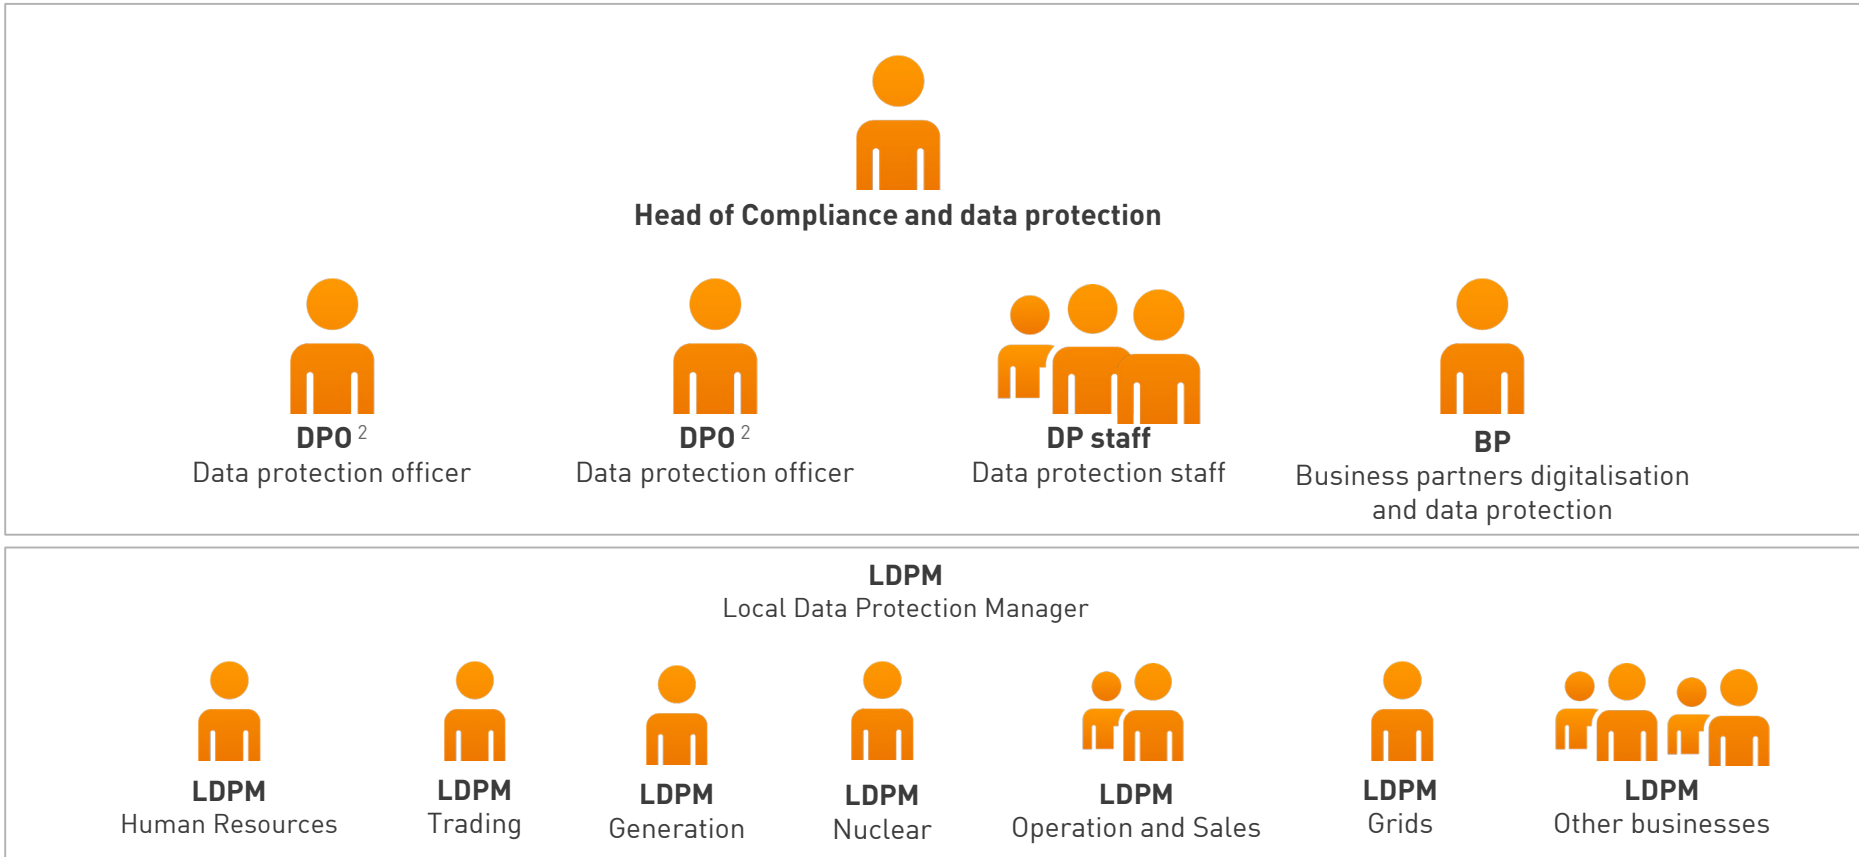 Head of Compliance and data protection
DPO 2
Data protection officer
DPO 2
Data protection officer
DP staff
Data protection staff
BP
Business partners digitalisation
and data protection
LDPM
Local Data Protection Manager
LDPM
Human Resources
LDPM
Trading
LDPM
Generation
LDPM
Nuclear
LDPM
Operation and Sales
LDPM
Grids
LDPM
Other businesses